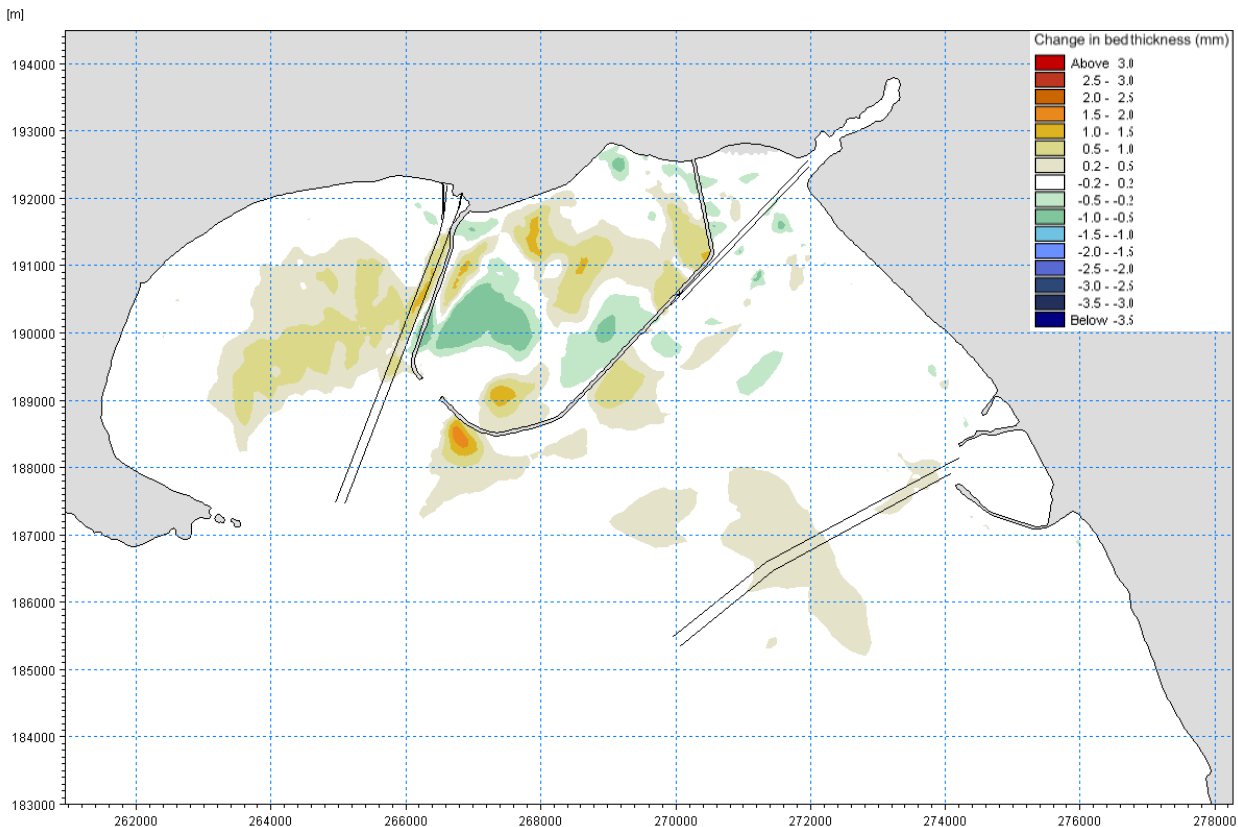 [m]
194000
193000
192000
191000
190000
189000
188000
187000
186000
185000
184000
183000
262000 264000 266000 268000 270000 272000 274000 276000 278000
Change in bed thickness (mm)
Above 3.0
2.5 - 3.0
2.0 - 2.5
1.5 - 2.0
1.0 - 1.5
0.5 - 1.0
0.2 - 0.5
-0.2 - 0.2
-0.5 - -0.2
-1.0 - -0.5
-1.5 - -1.0
-2.0 - -1.5
-2.5 - -2.0
-3.0 - -2.5
-3.5 - -3.0
Below -3.5